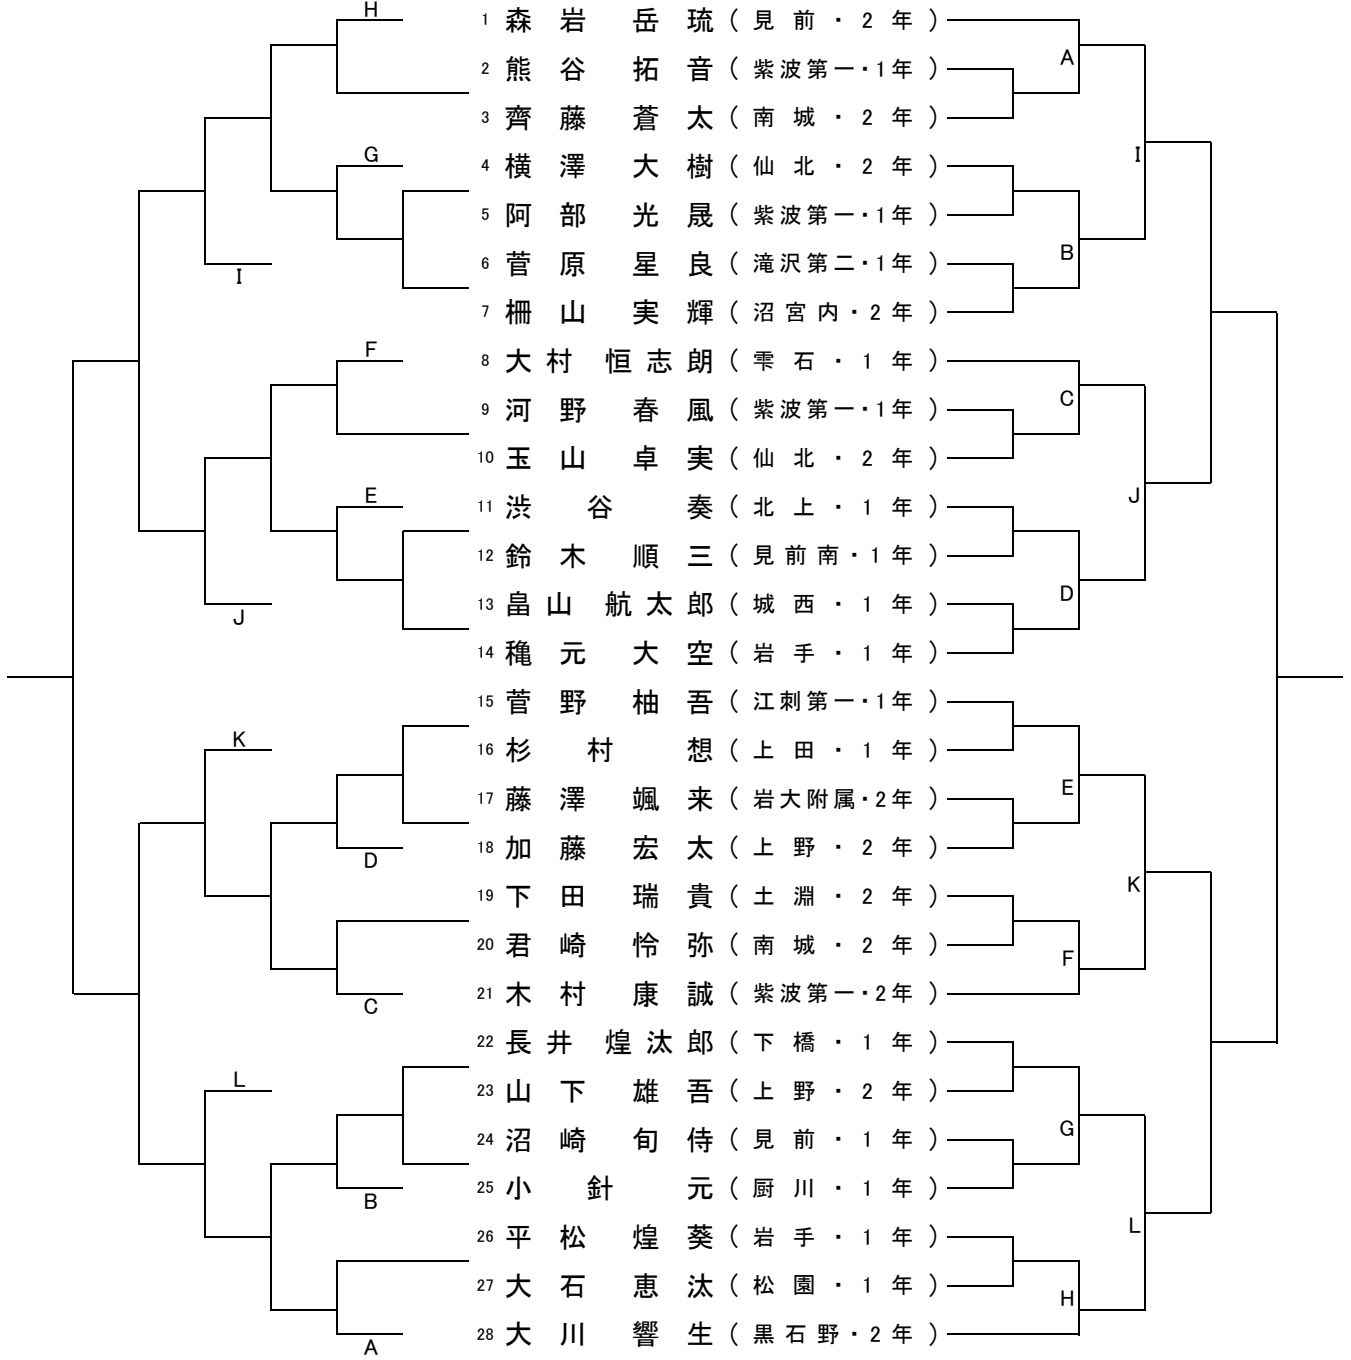 H
1 森岩 岳琉 ( 見前・2年 )
A
2 熊谷 拓音 ( 紫波第一・1年 )
3 齊藤 蒼太 ( 南城・2年 )
G
4 横澤 大樹 ( 仙北・2年 )
I
5 阿部 光晟 ( 紫波第一・1年 )
B
6 菅原 星良 ( 滝沢第二・1年 )
I
7 柵山 実輝 ( 沼宮内・2年 )
F
8 大村 恒志朗 ( 雫石・1年 )
C
9 河野 春風 ( 紫波第一・1年 )
10 玉山 卓実 ( 仙北・2年 )
E
J
11 渋谷 奏 ( 北上・1年 )
12 鈴木 順三 ( 見前南・1年 )
D
13 畠山 航太郎 ( 城西・1年 )
J
14 穐元 大空 ( 岩手・1年 )
15 菅野 柚吾 ( 江刺第一・1年 )
K
16 杉村 想 ( 上田・1年 )
E
17 藤澤 颯来 ( 岩大附属・2年 )
18 加藤 宏太 ( 上野・2年 )
D
K
19 下田 瑞貴 ( 土淵・2年 )
20 君崎 怜弥 ( 南城・2年 )
F
21 木村 康誠 ( 紫波第一・2年 )
C
22 長井 煌汰郎 ( 下橋・1年 )
L
23 山下 雄吾 ( 上野・2年 )
G
24 沼崎 旬侍 ( 見前・1年 )
25 小針 元 ( 厨川・1年 )
B
L
26 平松 煌葵 ( 岩手・1年 )
27 大石 恵汰 ( 松園・1年 )
H
28 大川 響生 ( 黒石野・2年 )
A